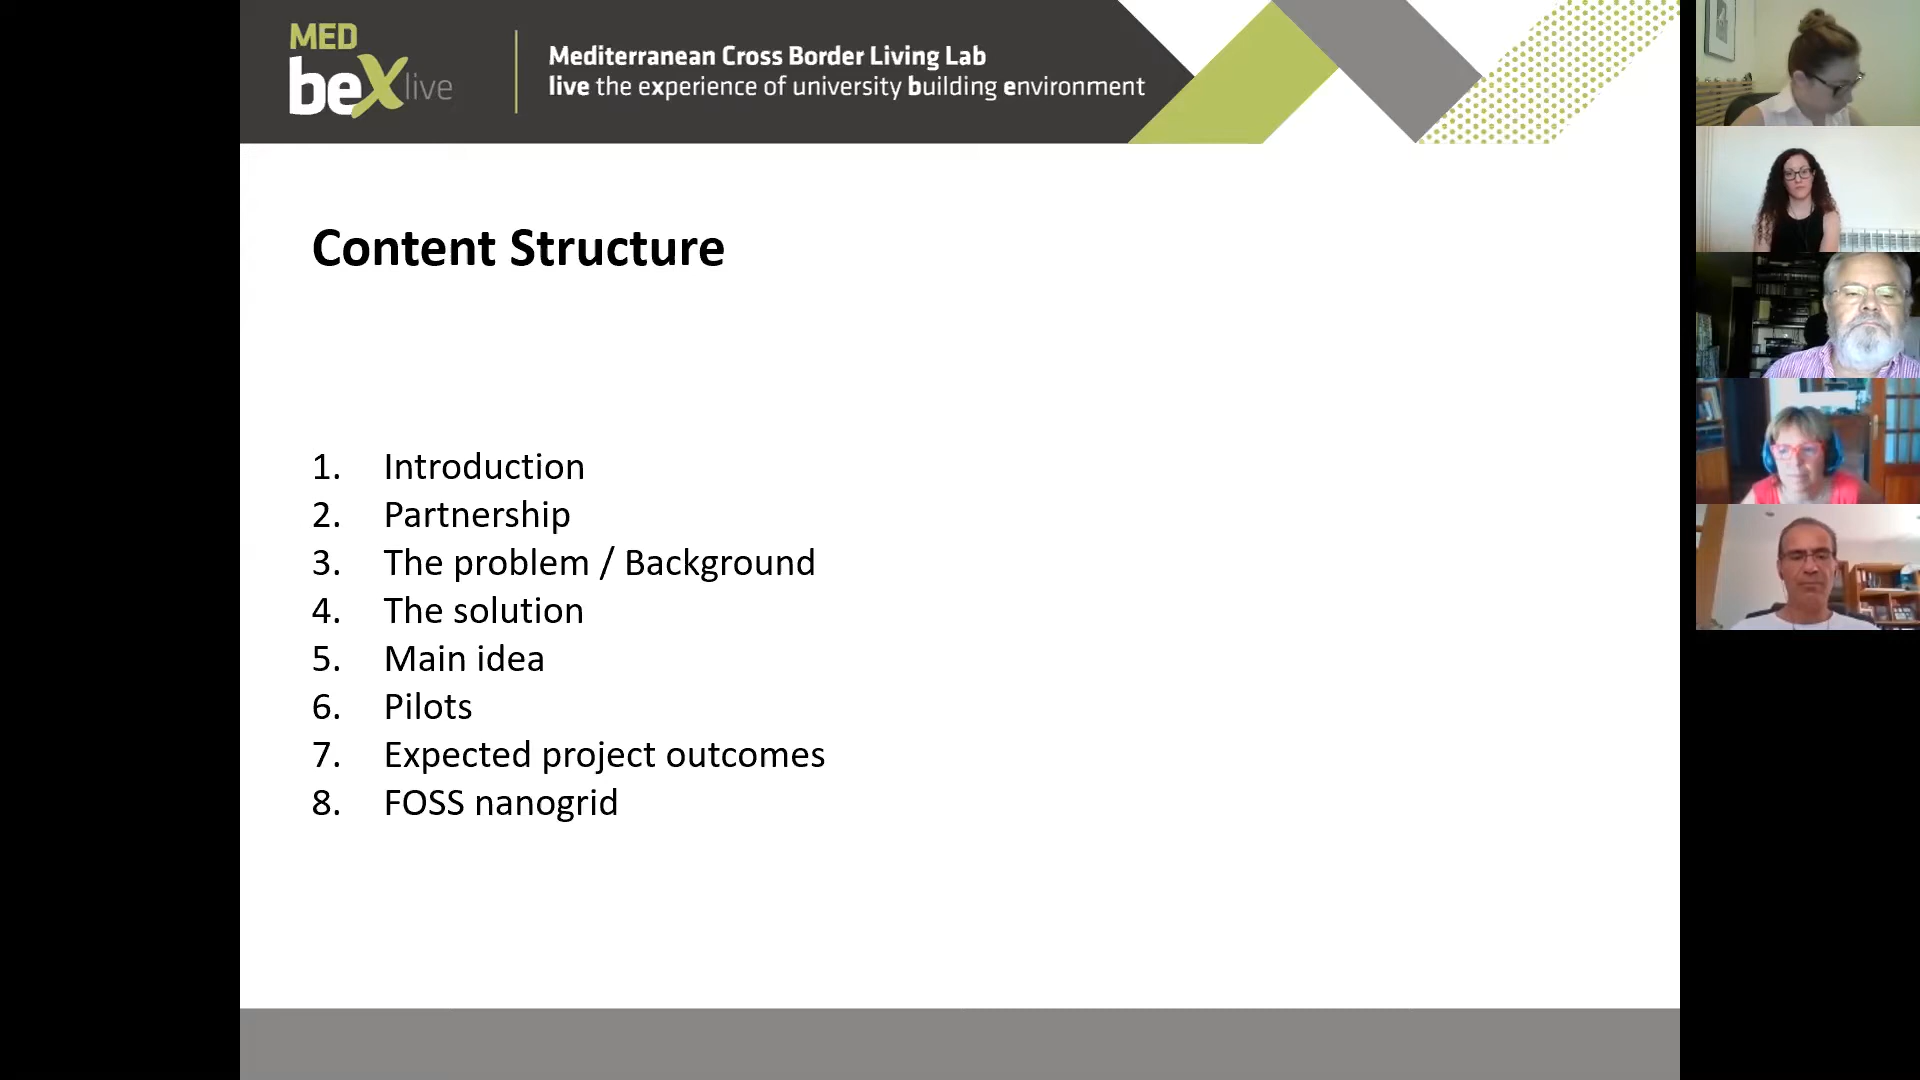 MED
beXlive
Mediterranean Cross Border Living Lab
live the experience of university building environment
Content Structure
1. Introduction
2. Partnership
3. The problem / Background
4. The solution
5. Main idea
6. Pilots
7. Expected project outcomes
8. FOSS nanogrid